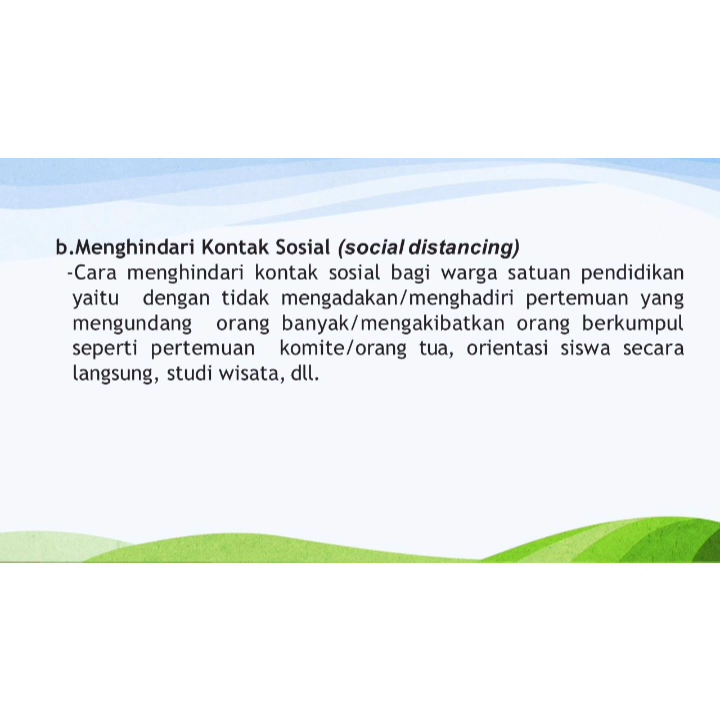 b.Menghindari Kontak Sosial (social distancing)
-Cara menghindari kontak sosial bagi warga satuan pendidikan
yaitu dengan tidak mengadakan/menghadiri pertemuan yang
mengundang orang banyak/mengakibatkan orang berkumpul
seperti pertemuan komite/orang tua, orientasi siswa secara
langsung, studi wisata, dll.